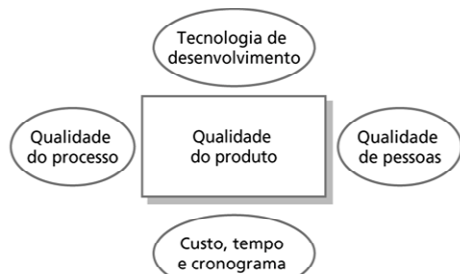 Tecnologia de
desenvolvimento
Qualidade
do processo
Qualidade
do produto
Qualidade
de pessoas
Custo, tempo
e cronograma